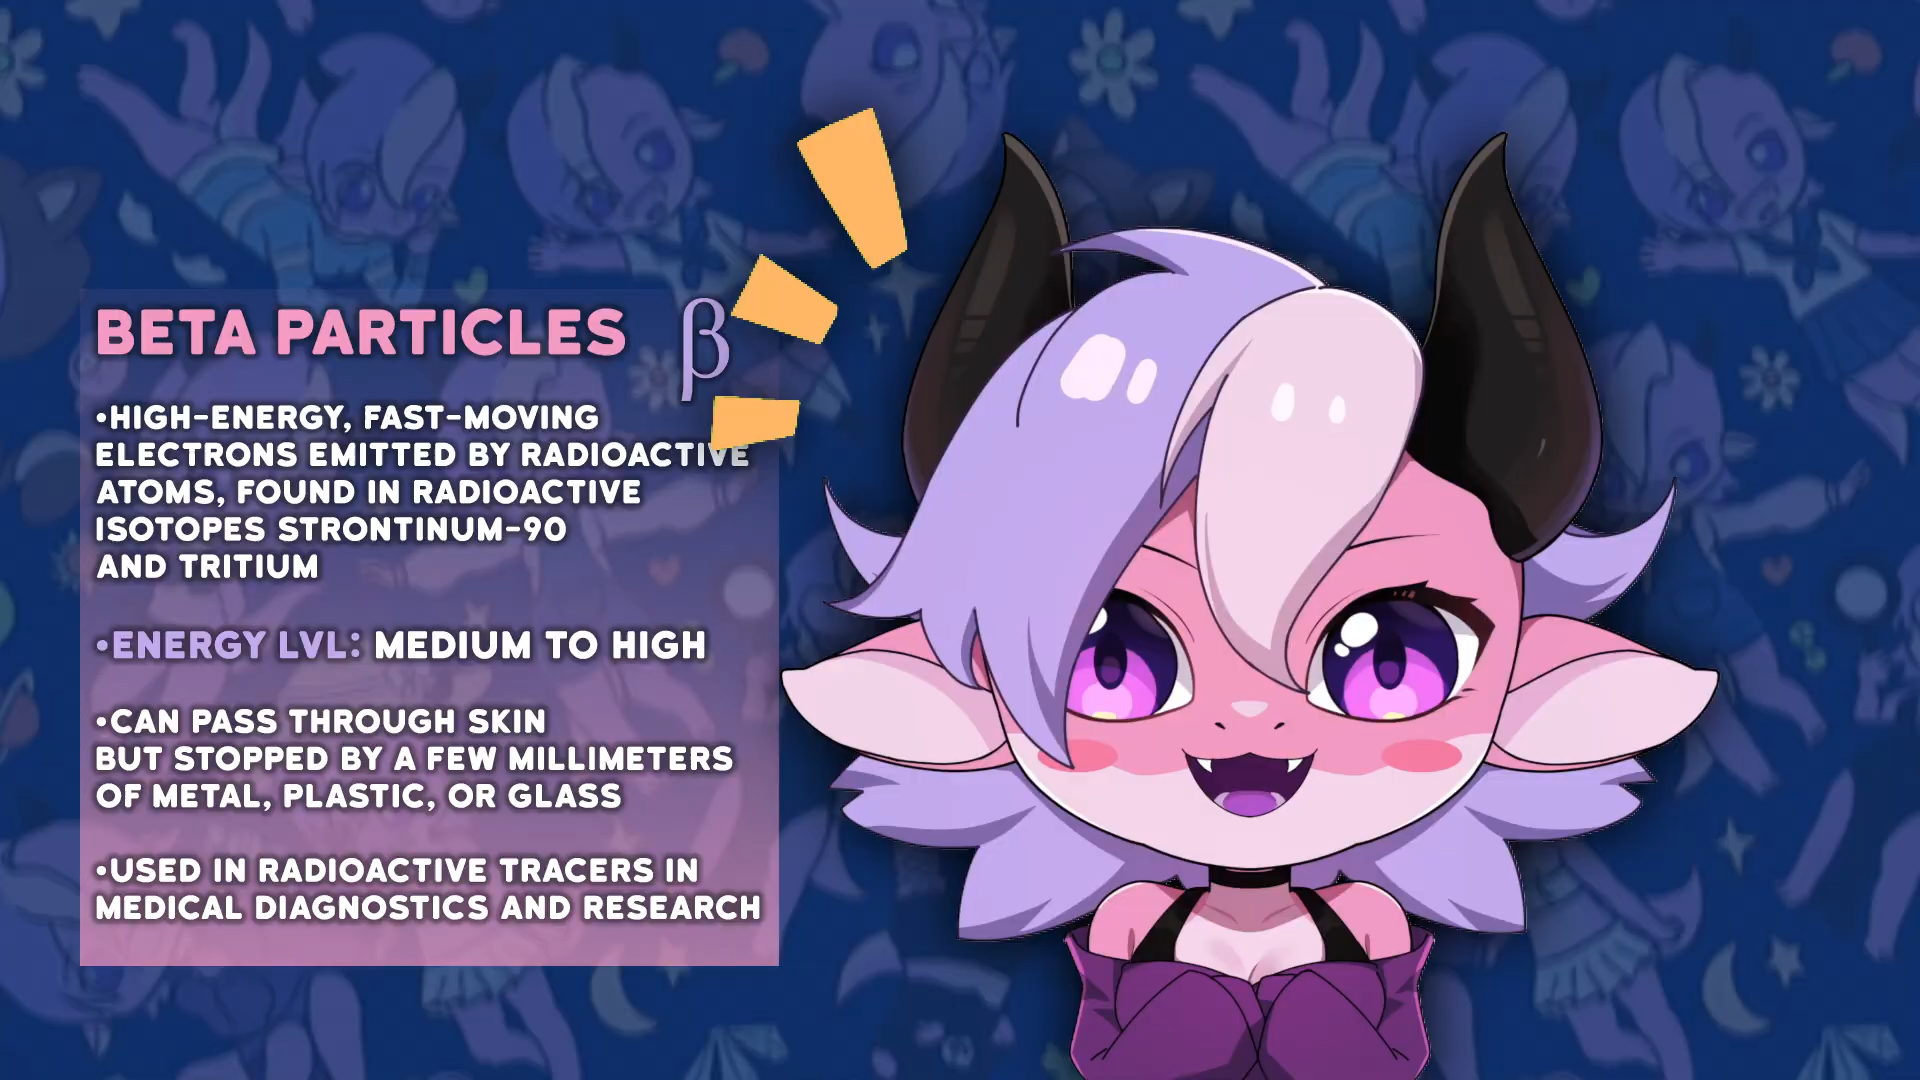 BETA PARTICLES β
•HIGH-ENERGY, FAST-MOVING
ELECTRONS EMITTED BY RADIOACTIVE
ATOMS, FOUND IN RADIOACTIVE
ISOTOPES STRONTINUM-90
AND TRITIUM
•ENERGY LVL: MEDIUM TO HIGH
•CAN PASS THROUGH SKIN
BUT STOPPED BY A FEW MILLIMETERS
OF METAL, PLASTIC, OR GLASS
•USED IN RADIOACTIVE TRACERS IN
MEDICAL DIAGNOSTICS AND RESEARCH